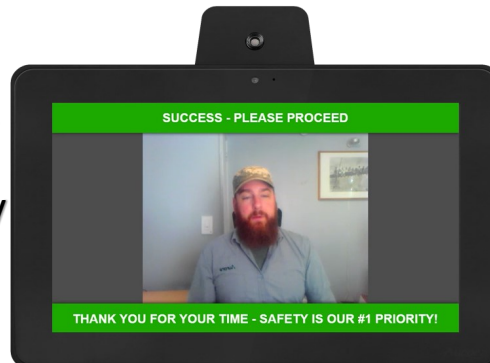 SUCCESS - PLEASE PROCEED
THANK YOU FOR YOUR TIME - SAFETY IS OUR #1 PRIORITY!